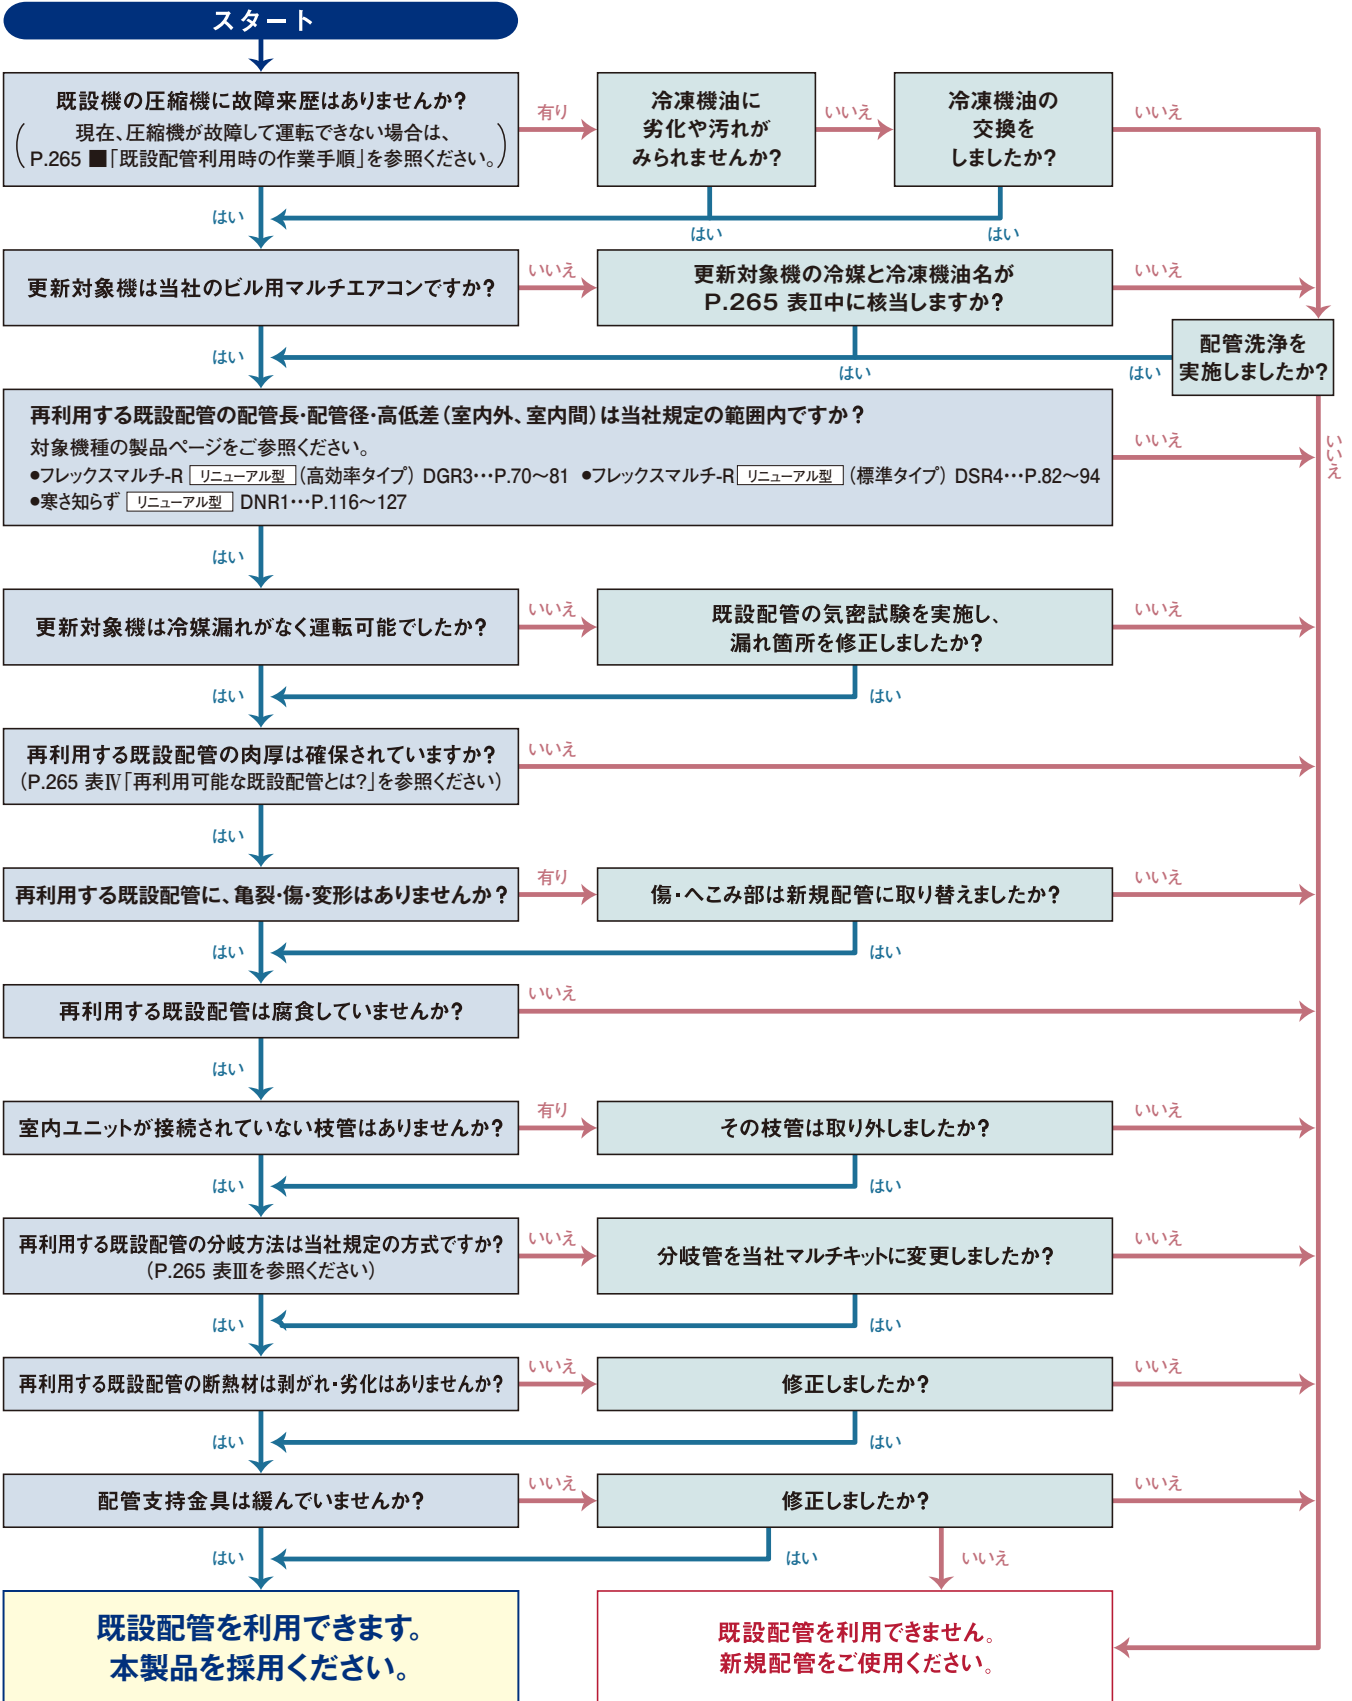 スタート
既設機の圧縮機に故障来歴はありませんか?
現在、圧縮機が故障して運転できない場合は、
P.265 ■「既設配管利用時の作業手順」を参照ください。
有り
冷凍機油に
劣化や汚れが
みられませんか?
いいえ
冷凍機油の
交換を
しましたか?
いいえ
はい
はい
はい
更新対象機は当社のビル用マルチエアコンですか?
いいえ
更新対象機の冷媒と冷凍機油名が
P.265 表Ⅱ中に核当しますか?
いいえ
配管洗浄を
実施しましたか?
はい
はい
はい
いいえ
再利用する既設配管の配管長・配管径・高低差(室内外、室内間)は当社規定の範囲内ですか?
対象機種の製品ページをご参照ください。
●フレックスマルチ-R リニューアル型 (高効率タイプ) DGR3・・・P.70〜81 ●フレックスマルチ-R リニューアル型 (標準タイプ) DSR4・・・P.82〜94
●寒さ知らず リニューアル型 DNR1・・・P.116〜127
いいえ
はい
更新対象機は冷媒漏れがなく運転可能でしたか?
いいえ
既設配管の気密試験を実施し、
漏れ箇所を修正しましたか?
いいえ
はい
はい
再利用する既設配管の肉厚は確保されていますか?
(P.265 表Ⅳ「再利用可能な既設配管とは?」を参照ください)
いいえ
はい
再利用する既設配管に、亀裂・傷・変形はありませんか?
有り
傷・へこみ部は新規配管に取り替えましたか?
いいえ
はい
はい
再利用する既設配管は腐食していませんか?
いいえ
はい
室内ユニットが接続されていない枝管はありませんか?
有り
その枝管は取り外しましたか?
いいえ
はい
はい
再利用する既設配管の分岐方法は当社規定の方式ですか?
(P.265 表Ⅲを参照ください)
いいえ
分岐管を当社マルチキットに変更しましたか?
いいえ
はい
はい
再利用する既設配管の断熱材は剥がれ・劣化はありませんか?
いいえ
修正しましたか?
いいえ
はい
はい
配管支持金具は緩んでいませんか?
いいえ
修正しましたか?
いいえ
はい
はい
いいえ
既設配管を利用できます。
本製品を採用ください。
既設配管を利用できません。
新規配管をご使用ください。